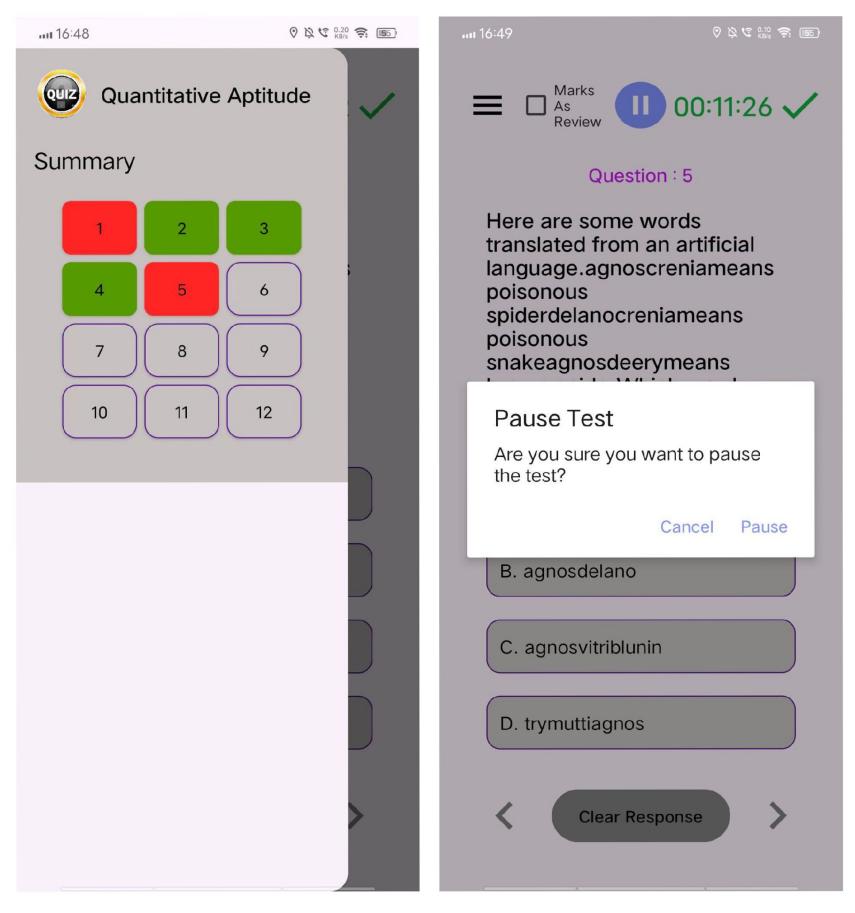 16:48
0.20
KB/s
55
QUIZ
Quantitative Aptitude
Summary
1 2 3
4 5 6
7 8 9
10 11 12
16:49
0.10
KB/s
55
Marks
As
Review
00:11:26
Question : 5
Here are some words
translated from an artificial
language.agnoscreniameans
poisonous
spiderdelanocreniameans
poisonous
snakeagnosdeerymeans
Pause Test
Are you sure you want to pause
the test?
Cancel Pause
B. agnosdelano
C. agnosvitriblunin
D. trymuttiagnos
Clear Response